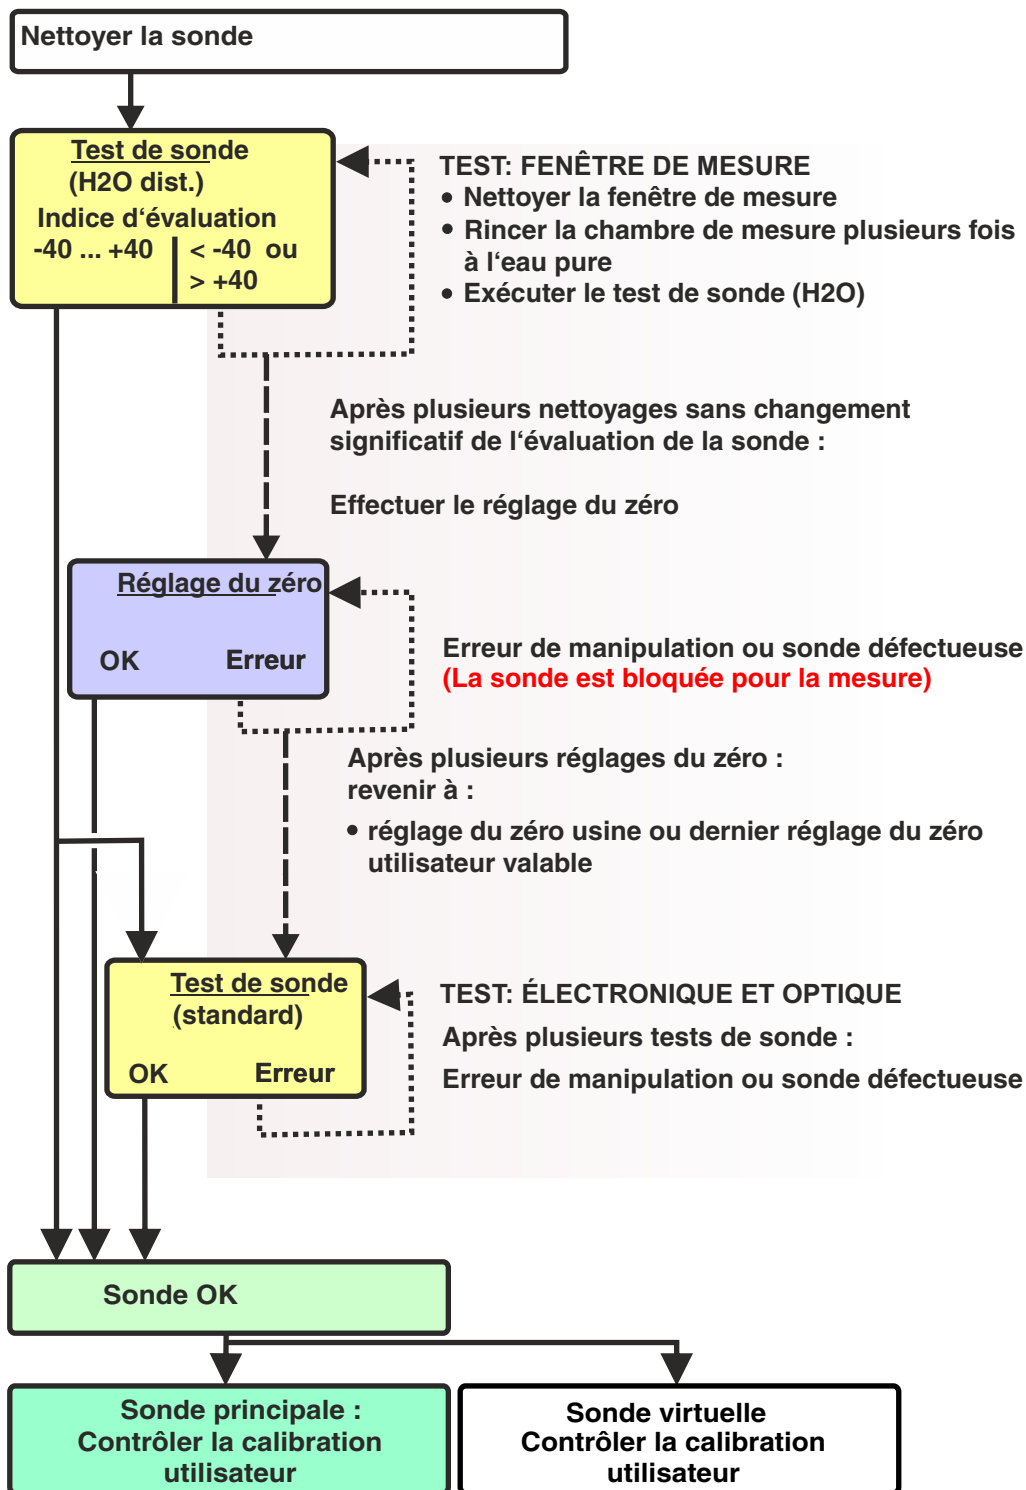 Nettoyer la sonde
Test de sonde
(H2O dist.)
Indice d‘évaluation
-40 ... +40
< -40 ou
> +40
TEST: FENÊTRE DE MESURE
• Nettoyer la fenêtre de mesure
• Rincer la chambre de mesure plusieurs fois
à l‘eau pure
• Exécuter le test de sonde (H2O)
Après plusieurs nettoyages sans changement
significatif de l‘évaluation de la sonde :
Effectuer le réglage du zéro
Réglage du zéro
OK
Erreur
Erreur de manipulation ou sonde défectueuse
(La sonde est bloquée pour la mesure)
Après plusieurs réglages du zéro :
revenir à :
• réglage du zéro usine ou dernier réglage du zéro
utilisateur valable
Test de sonde
(standard)
OK
Erreur
TEST: ÉLECTRONIQUE ET OPTIQUE
Après plusieurs tests de sonde :
Erreur de manipulation ou sonde défectueuse
Sonde OK
Sonde principale :
Contrôler la calibration
utilisateur
Sonde virtuelle
Contrôler la calibration
utilisateur